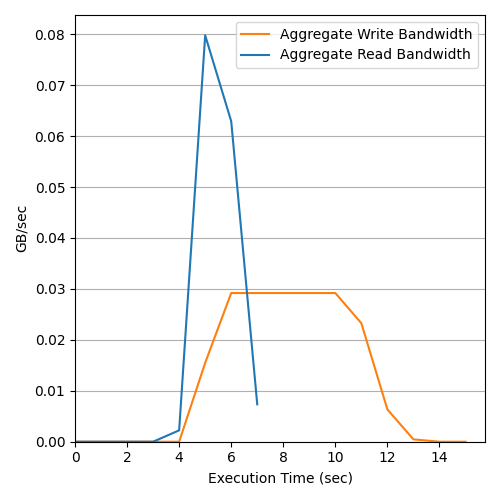 Aggregate Write Bandwidth
Aggregate Read Bandwidth
0.08
0.07
0.06
0.05
0.04
0.03
0.02
0.01
0.00
GB/sec
0 2 4 6 8 10 12 14
Execution Time (sec)